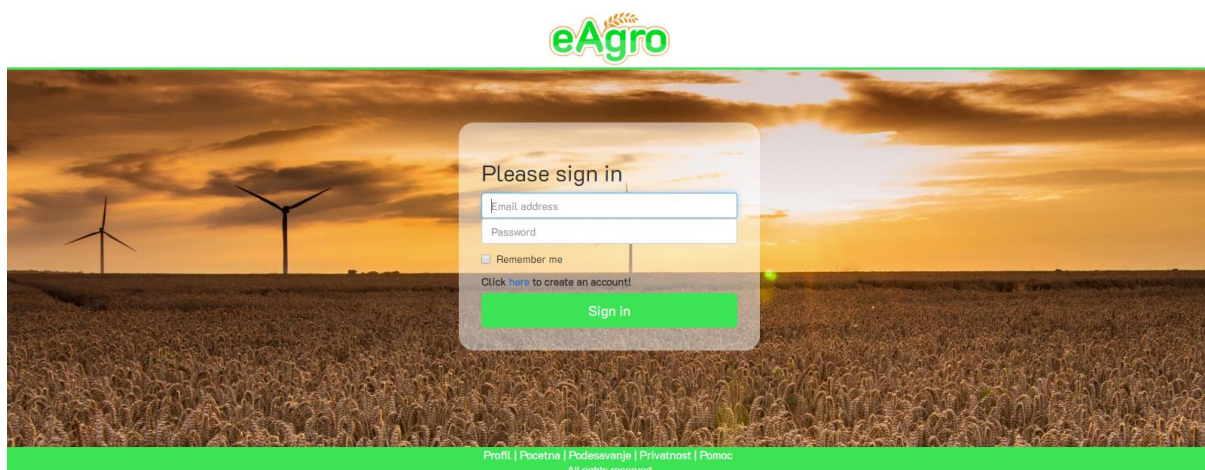 eAgro
Please sign in
Email address
Password
Remember me
Click here to create an account!
Sign in
Profil | Pocetna | Podesavanje | Privatnost | Pomoc
All rights reserved